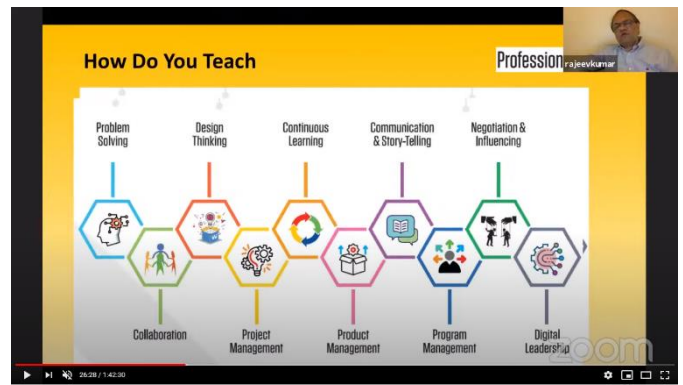 How Do You Teach
Profession
rajeevkumar
Problem
Solving
Design
Thinking
Continuous
Learning
Communication
& Story-Telling
Negotiation &
Influencing
Collaboration
Project
Management
Product
Management
Program
Management
Digital
Leadership
zoom
26:28 / 1:42:30